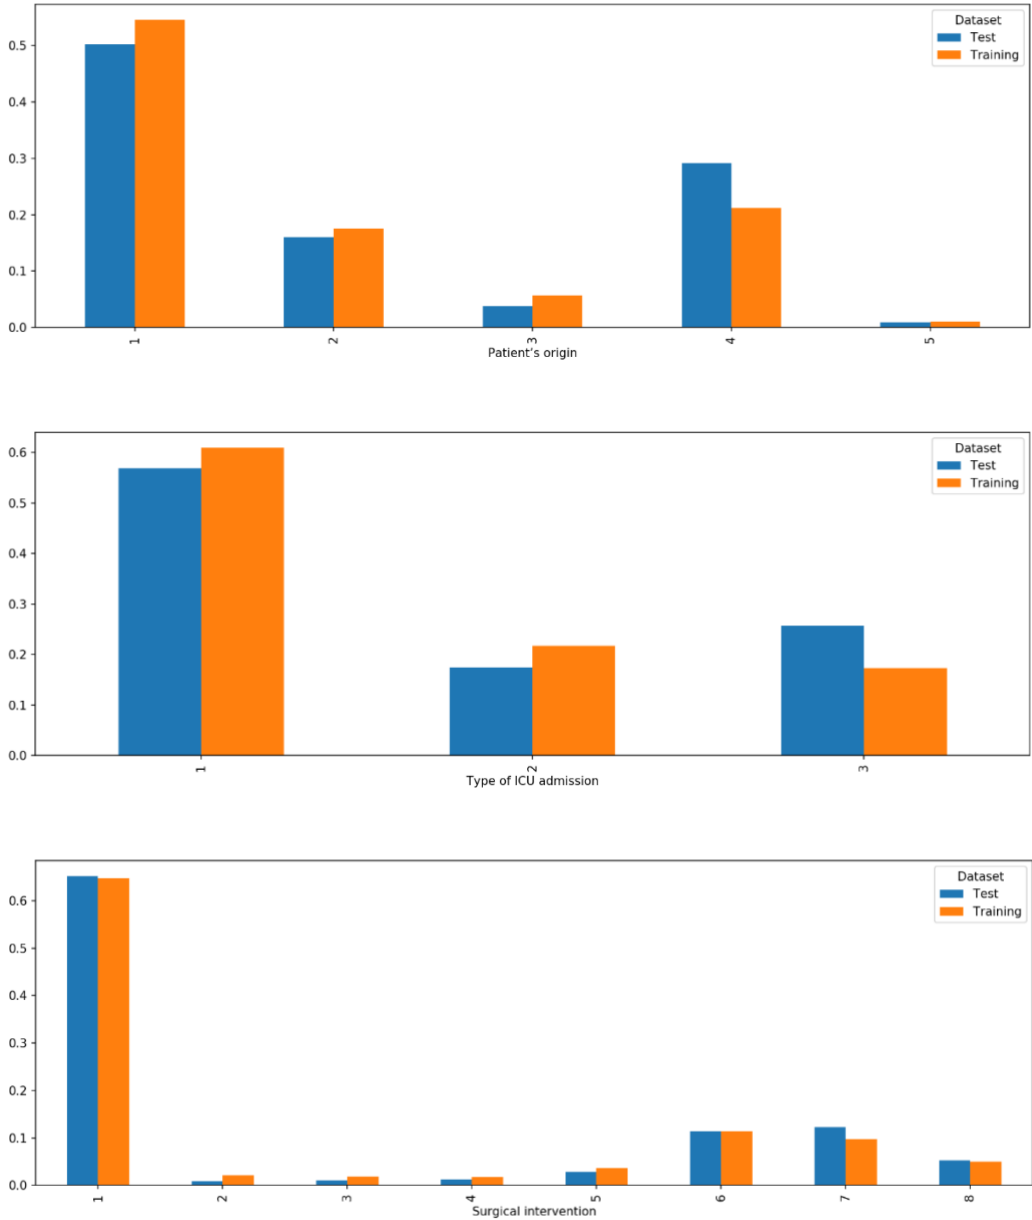 Dataset
Test
Training
0.5
0.4
0.3
0.2
0.1
0.0
1 2 3 4 5
Patient's origin
Dataset
Test
Training
0.6
0.5
0.4
0.3
0.2
0.1
0.0
1 2 3
Type of ICU admission
Dataset
Test
Training
0.6
0.5
0.4
0.3
0.2
0.1
0.0
1 2 3 4 5 6 7 8
Surgical intervention